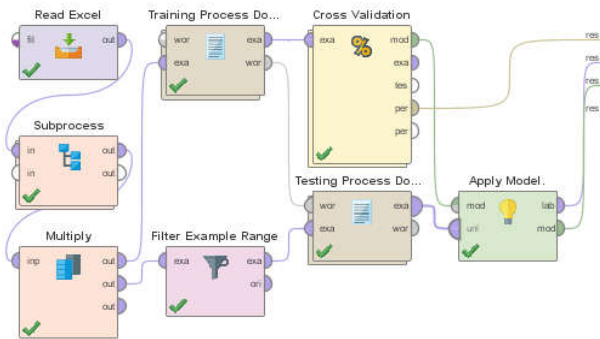 Read Excel
fil
out
Training Process Do...
wor
exa
exa
wor
Cross Validation
exa
mod
exa
tes
per
per
res
res
res
res
Subprocess
in
out
in
out
Multiply
inp
out
out
out
Filter Example Range
exa
exa
ori
Testing Process Do...
wor
exa
exa
wor
Apply Model.
mod
lab
unl
mod